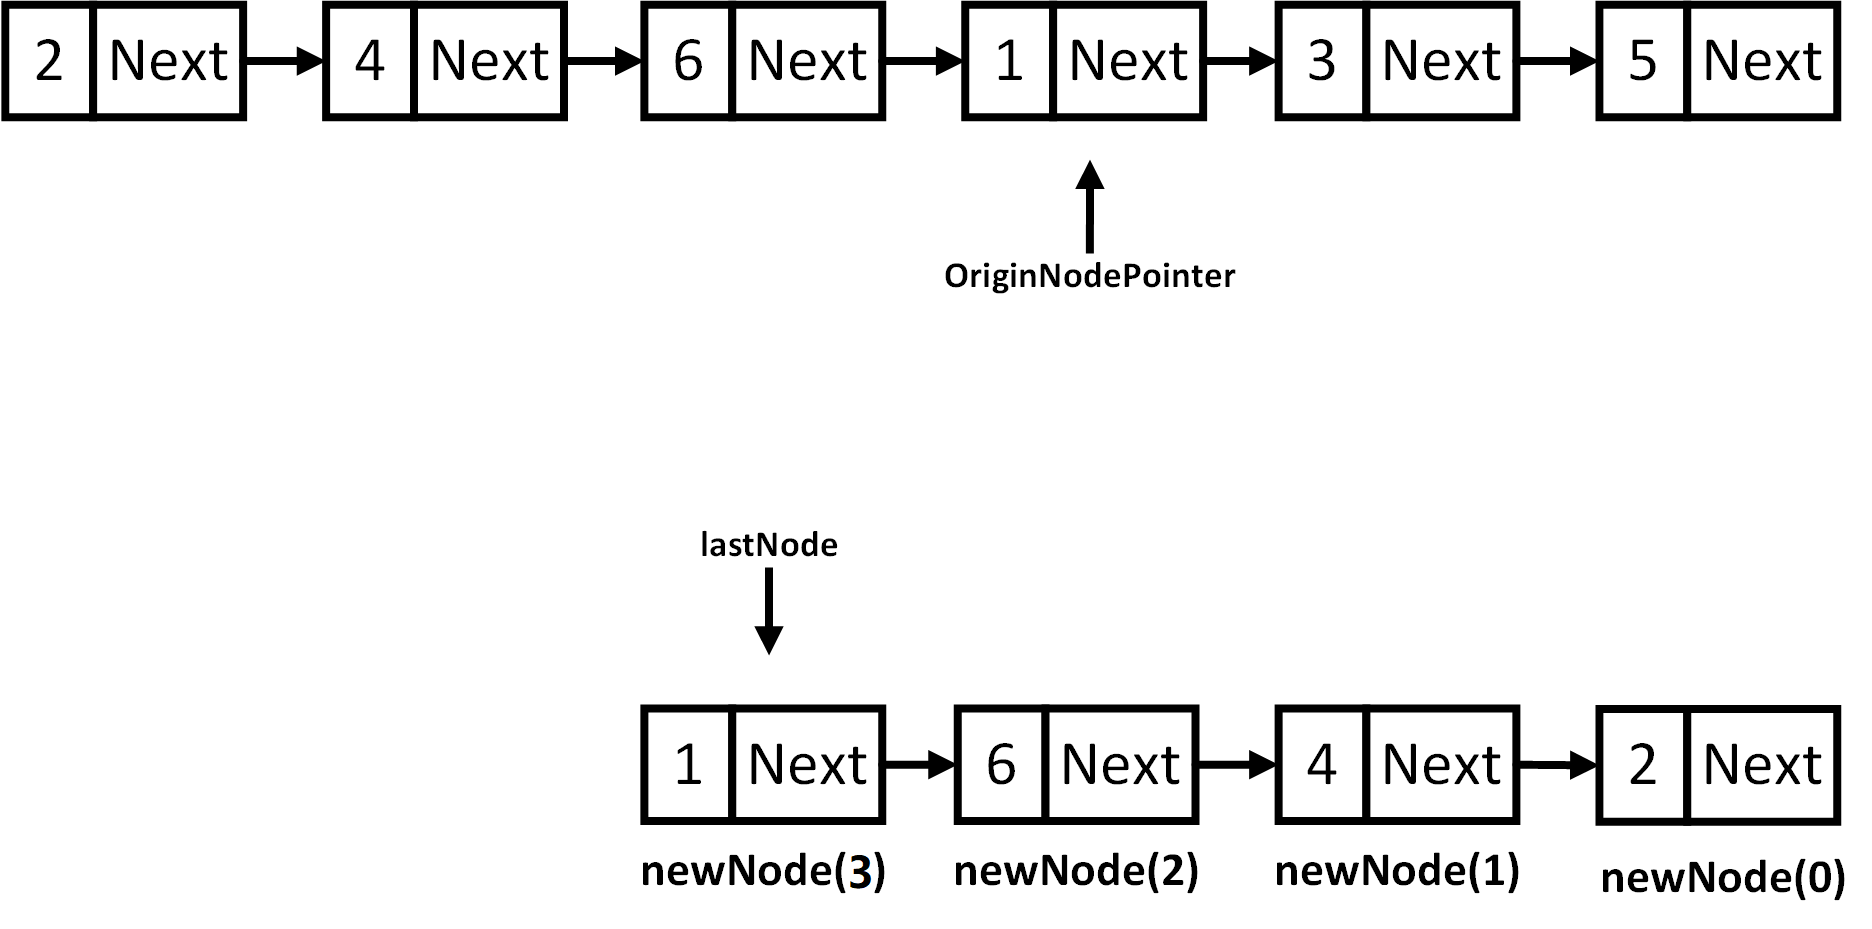 2 Next 4 Next 6 Next 1 Next 3 Next 5 Next
OriginNodePointer
lastNode
1 Next 6 Next 4 Next 2 Next
newNode(3) newNode(2) newNode(1) newNode(0)